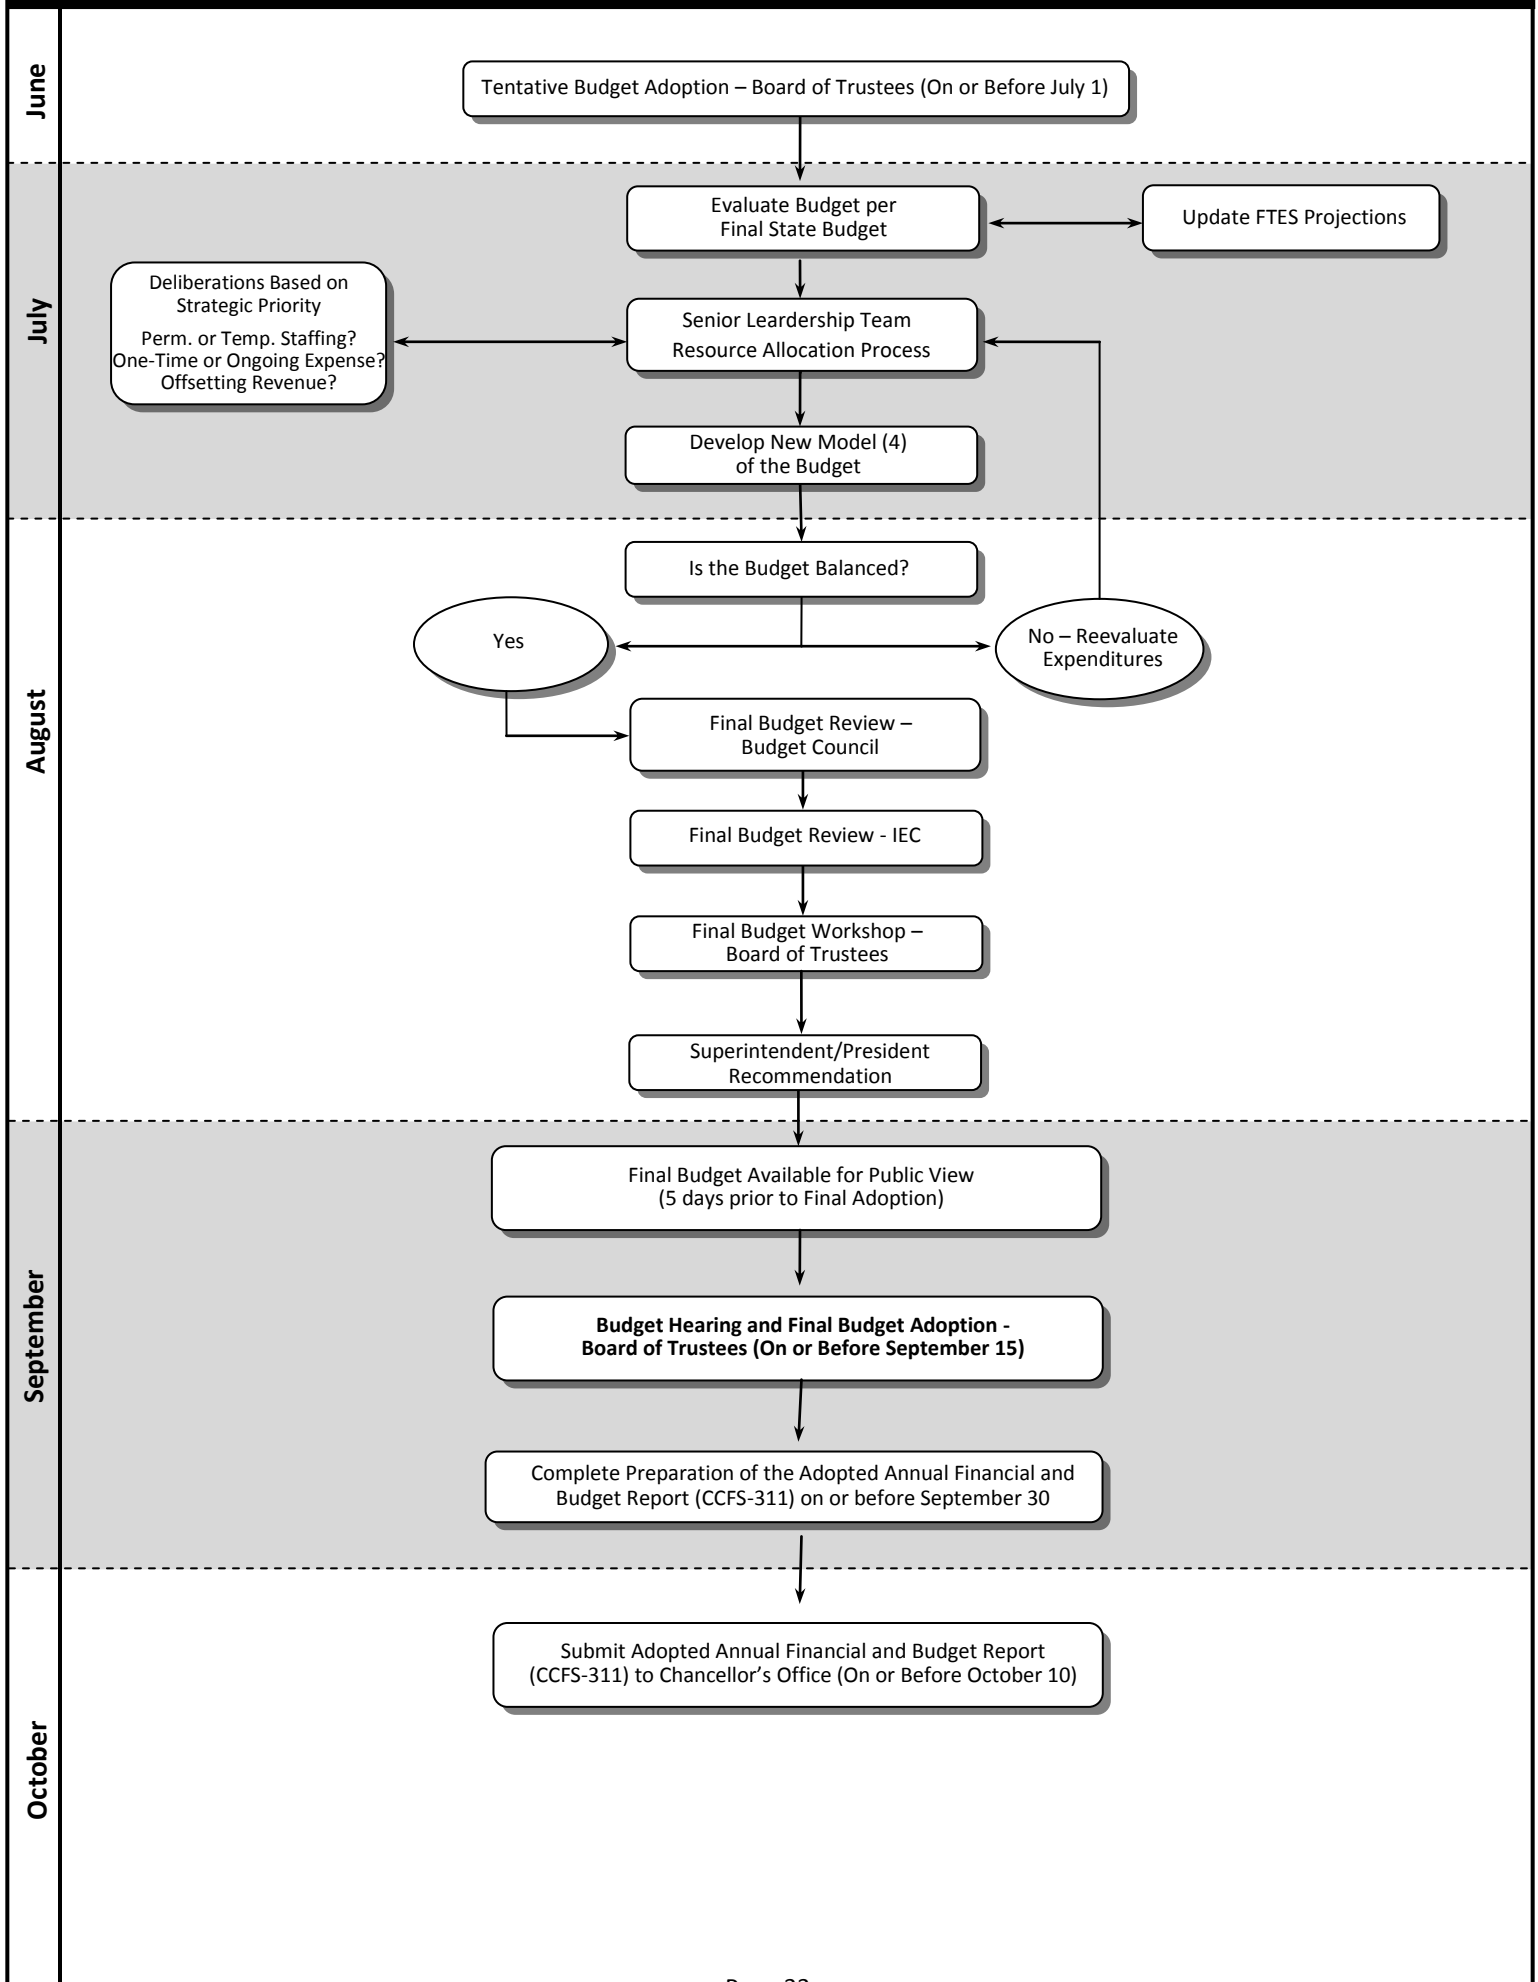 June
Tentative Budget Adoption – Board of Trustees (On or Before July 1)
July
Evaluate Budget per
Final State Budget
Update FTES Projections
Deliberations Based on
Strategic Priority
Perm. or Temp. Staffing?
One-Time or Ongoing Expense?
Offsetting Revenue?
Senior Leardership Team
Resource Allocation Process
Develop New Model (4)
of the Budget
August
Is the Budget Balanced?
Yes
No – Reevaluate
Expenditures
Final Budget Review –
Budget Council
Final Budget Review - IEC
Final Budget Workshop –
Board of Trustees
Superintendent/President
Recommendation
September
Final Budget Available for Public View
(5 days prior to Final Adoption)
Budget Hearing and Final Budget Adoption -
Board of Trustees (On or Before September 15)
Complete Preparation of the Adopted Annual Financial and
Budget Report (CCFS-311) on or before September 30
October
Submit Adopted Annual Financial and Budget Report
(CCFS-311) to Chancellor’s Office (On or Before October 10)